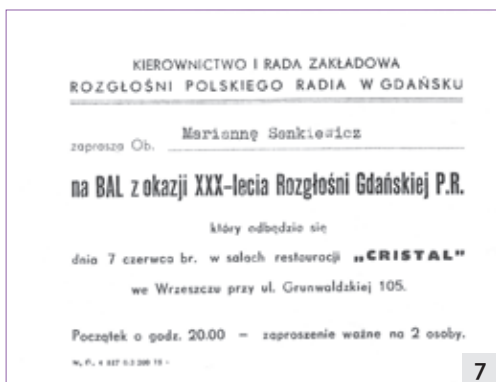 KIEROWNICTWO I RADA ZAKŁADOWA
ROZGŁOŚNI POLSKIEGO RADIA W GDAŃSKU
zaprasza Ob. Mariannę Sankiewicz
na BAL z okazji XXX-lecia Rozgłośni Gdańskiej P.R.
który odbędzie się
dnia 7 czerwca br. w salach restauracji „CRISTAL"
we Wrzeszczu przy ul. Grunwaldzkiej 105.
Początek o godz. 20.00 – zaproszenie ważne na 2 osoby.
7